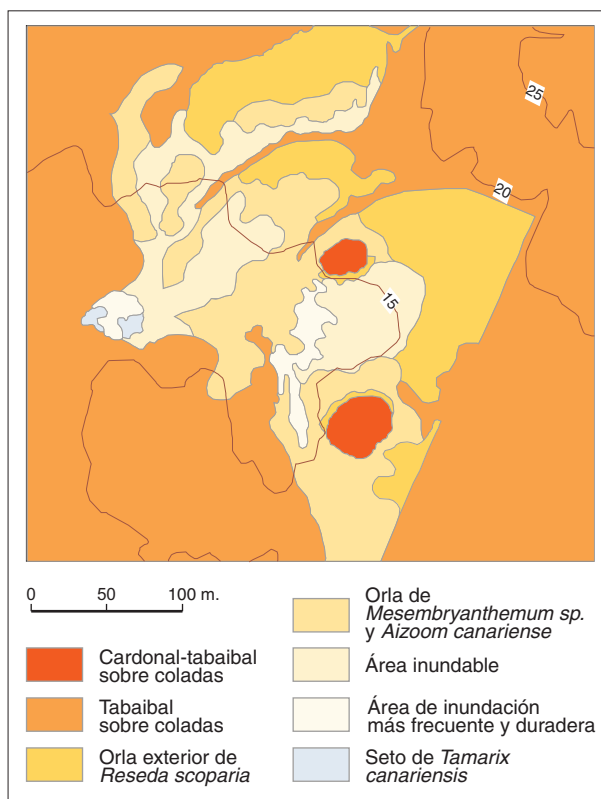 25
20
15
0 50 100 m.
Cardonal-tabaibal
sobre coladas
Tabaibal
sobre coladas
Orla exterior de
Reseda scoparia
Orla de
Mesembryanthemum sp.
y Aizoom canariense
Área inundable
Área de inundación
más frecuente y duradera
Seto de Tamarix
canariensis